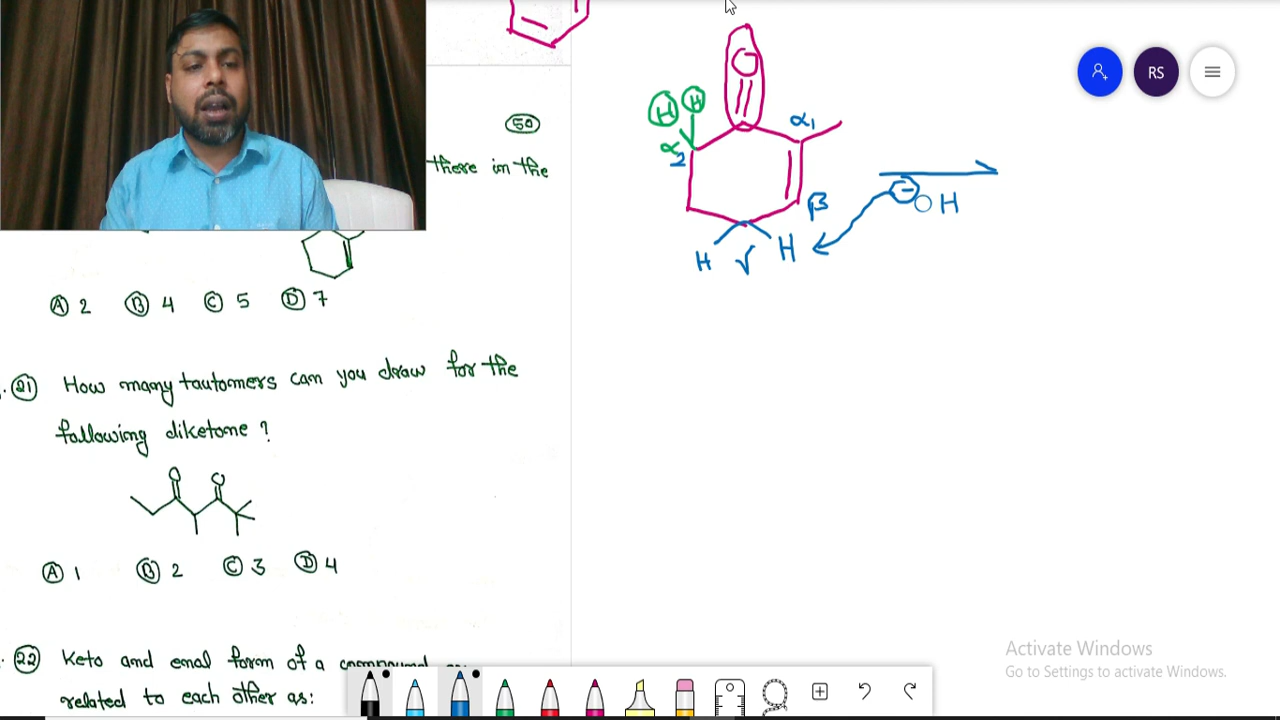 50
there in the
A 2 B 4 C 5 D 7
. 21 How many tautomers can you draw for the
following diketone ?
O O
A 1 B 2 C 3 D 4
. 22 Keto and enol form of a compound
related to each other as:
O
H H
α1
α2
β
⊖OH
H γ H
RS
Activate Windows
Go to Settings to activate Windows.